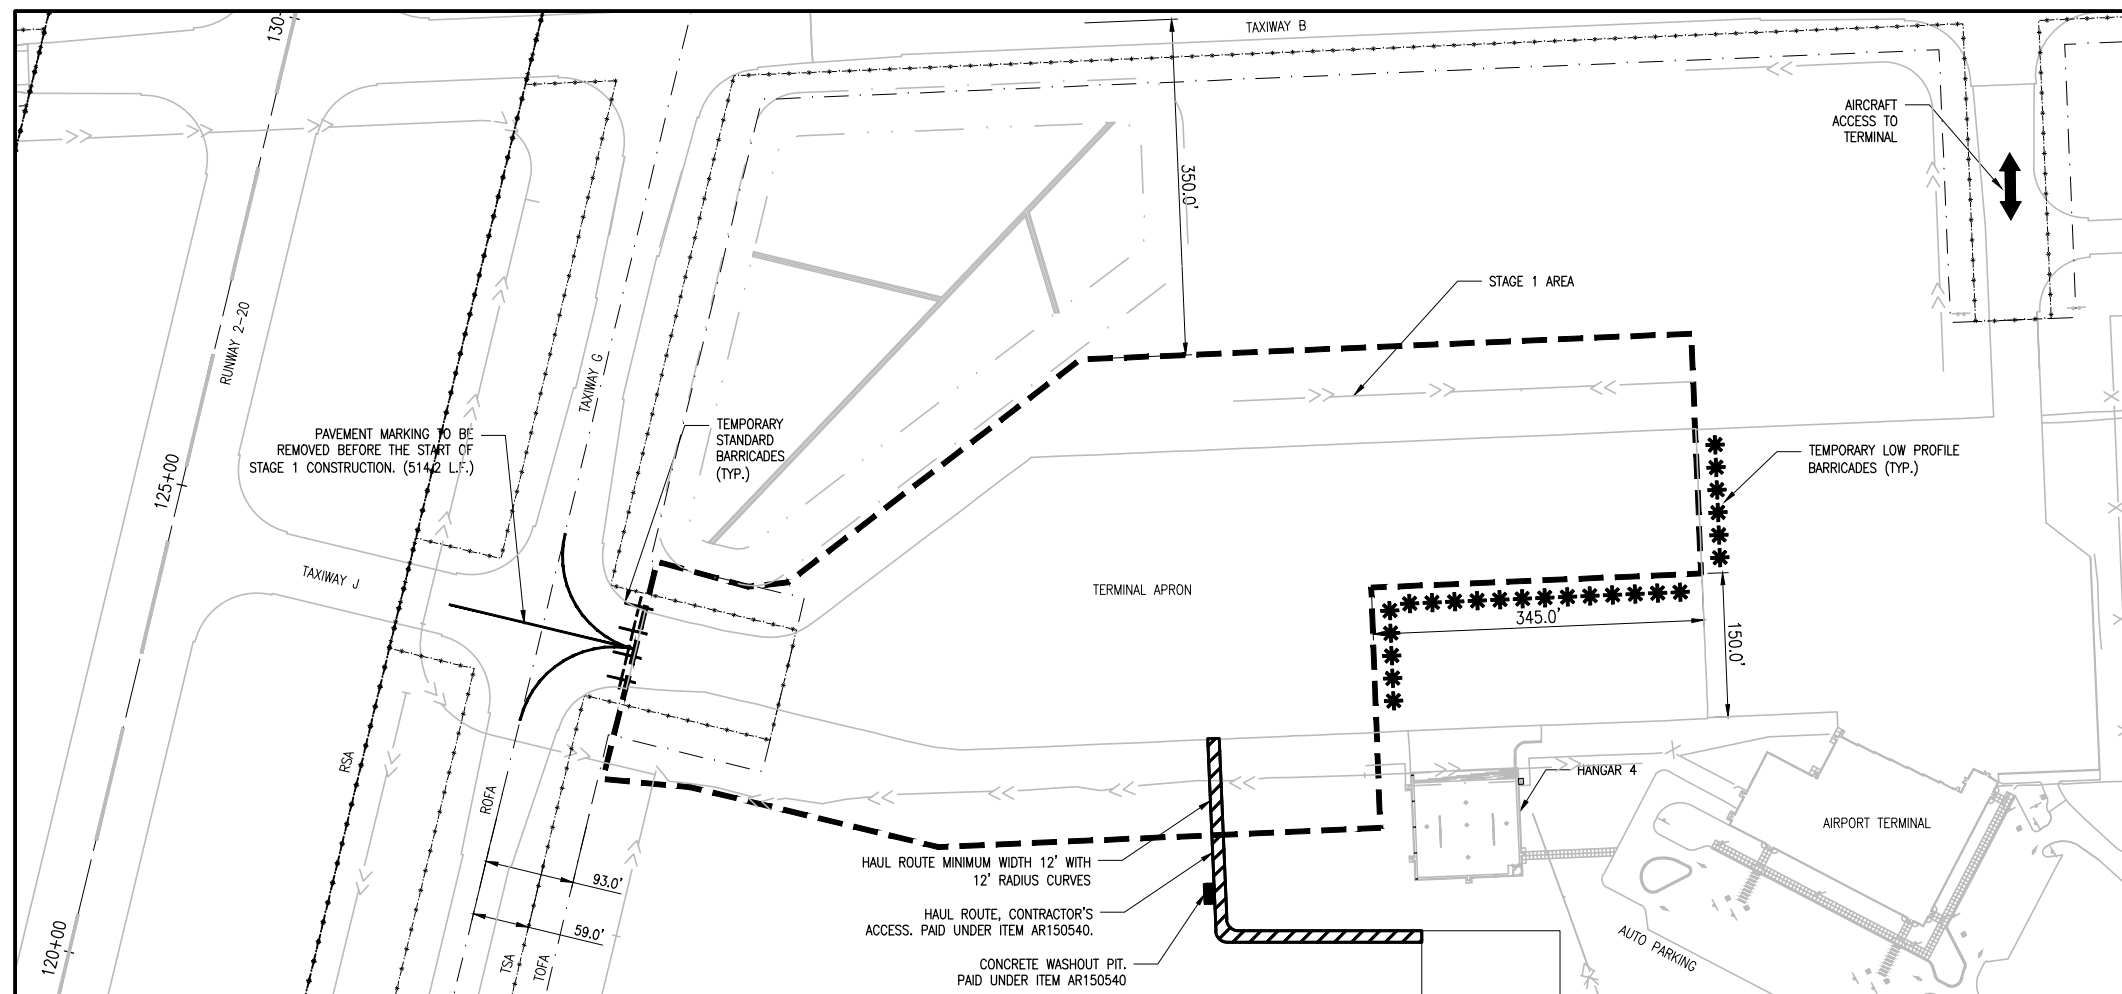 TAXIWAY B
130
AIRCRAFT
ACCESS TO
TERMINAL
350.0'
STAGE 1 AREA
RUNWAY 2-20
TAXIWAY G
PAVEMENT MARKING TO BE
REMOVED BEFORE THE START OF
STAGE 1 CONSTRUCTION. (514.2 L.F.)
TEMPORARY
STANDARD
BARRICADES
(TYP.)
TEMPORARY LOW PROFILE
BARRICADES (TYP.)
125+00
TAXIWAY J
TERMINAL APRON
345.0'
150.0'
RSA
ROFA
HANGAR 4
AIRPORT TERMINAL
HAUL ROUTE MINIMUM WIDTH 12' WITH
12' RADIUS CURVES
93.0'
HAUL ROUTE, CONTRACTOR'S
ACCESS. PAID UNDER ITEM AR150540.
59.0'
120+00
TSA
TOFA
CONCRETE WASHOUT PIT.
PAID UNDER ITEM AR150540
AUTO PARKING